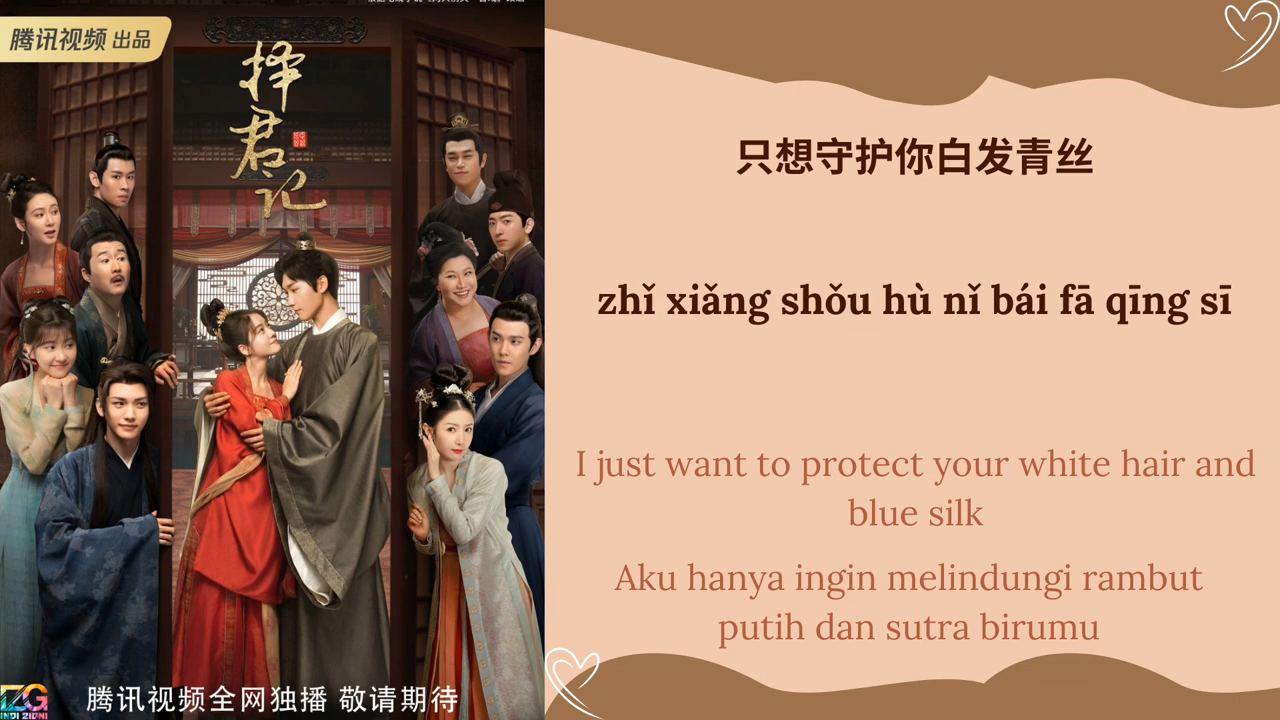 腾讯视频 出品
择君记
只想守护你白发青丝
zhǐ xiǎng shǒu hù nǐ bái fā qīng sī
I just want to protect your white hair and
blue silk
Aku hanya ingin melindungi rambut
putih dan sutra birumu
腾讯视频全网独播 敬请期待
ZG
INDI ZIDNI